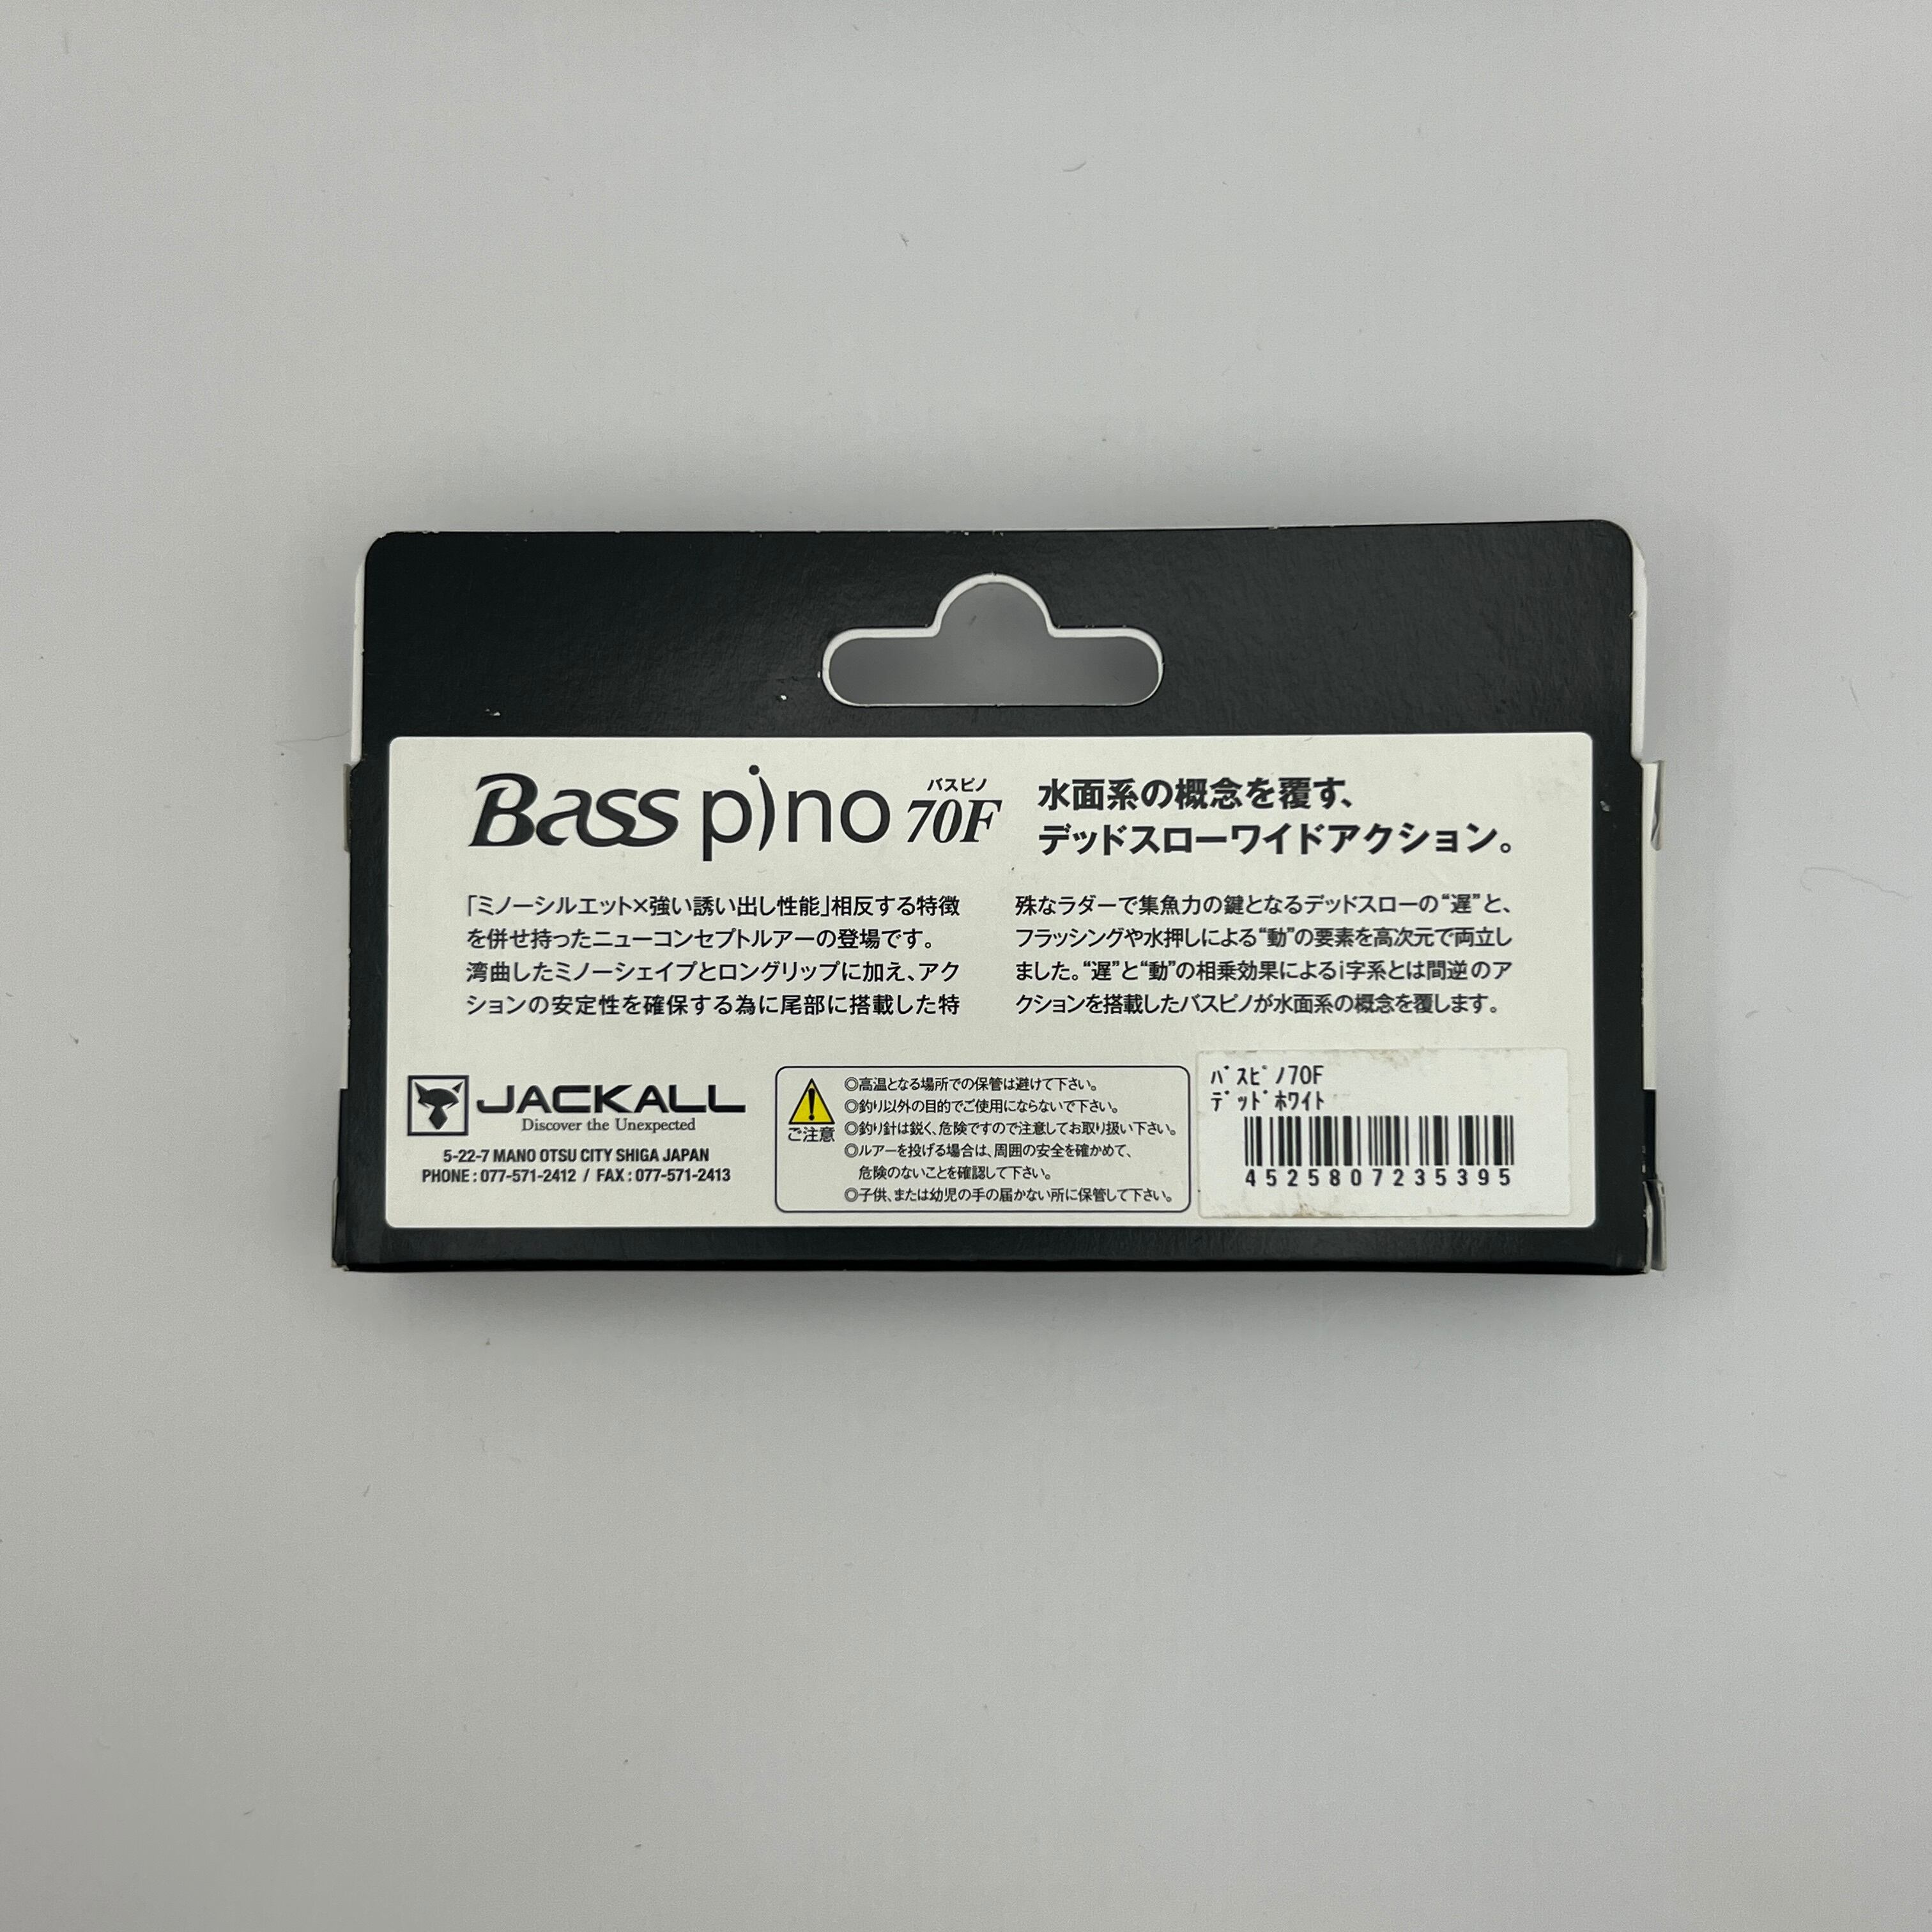 Bass pino 70F
バスピノ
水面系の概念を覆す、
デッドスローワイドアクション。
「ミノーシルエット×強い誘い出し性能」相反する特徴
を併せ持ったニューコンセプトルアーの登場です。
湾曲したミノーシェイプとロングリップに加え、アク
ションの安定性を確保する為に尾部に搭載した特
殊なラダーで集魚力の鍵となるデッドスローの“遅”と、
フラッシングや水押しによる“動”の要素を高次元で両立し
ました。“遅”と“動”の相乗効果によるi字系とは間逆のア
クションを搭載したバスピノが水面系の概念を覆します。
JACKALL
Discover the Unexpected
5-22-7 MANO OTSU CITY SHIGA JAPAN
PHONE : 077-571-2412 / FAX : 077-571-2413
ご注意
◎高温となる場所での保管は避けて下さい。
◎釣り以外の目的でご使用にならないで下さい。
◎釣り針は鋭く、危険ですので注意してお取り扱い下さい。
◎ルアーを投げる場合は、周囲の安全を確かめて、
危険のないことを確認して下さい。
◎子供、または幼児の手の届かない所に保管して下さい。
ﾊﾞｽﾋﾟﾉ70F
ﾃﾞｯﾄﾞﾎﾜｲﾄ
4525807235395